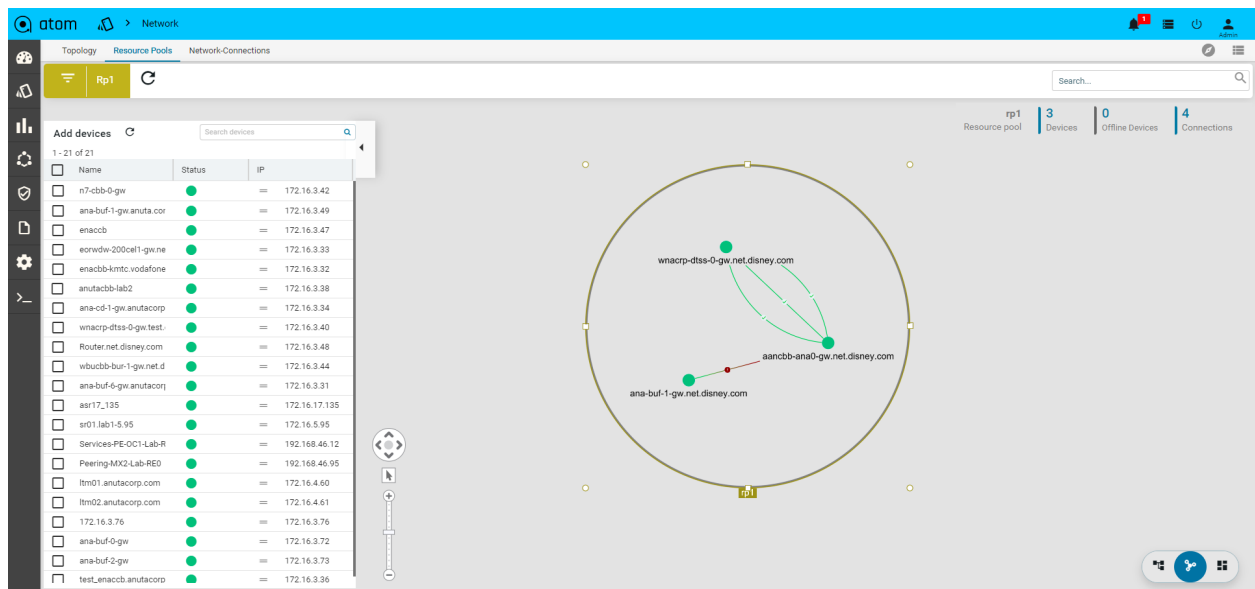 atom > Network 1 Admin
Topology Resource Pools Network-Connections
Rp1 Search...
rp1 3 0 4
Resource pool Devices Offline Devices Connections
Add devices Search devices
1 - 21 of 21
Name Status IP
n7-cbb-0-gw 172.16.3.42
ana-buf-1-gw.anuta.cor 172.16.3.49
enaccb 172.16.3.47
eorwdw-200cel1-gw.ne 172.16.3.33
enacbb-kmtc.vodafone 172.16.3.32
anutacbb-lab2 172.16.3.38
ana-cd-1-gw.anutacorp 172.16.3.34
wnacrp-dtss-0-gw.test. 172.16.3.40
Router.net.disney.com 172.16.3.48
wbucbb-bur-1-gw.net.d 172.16.3.44
ana-buf-6-gw.anutacorp 172.16.3.31
asr17_135 172.16.17.135
sr01.lab1-5.95 172.16.5.95
Services-PE-OC1-Lab-R 192.168.46.12
Peering-MX2-Lab-RE0 192.168.46.95
ltm01.anutacorp.com 172.16.4.60
ltm02.anutacorp.com 172.16.4.61
172.16.3.76 172.16.3.76
ana-buf-0-gw 172.16.3.72
ana-buf-2-gw 172.16.3.73
test_enaccb.anutacorp 172.16.3.36
wnacrp-dtss-0-gw.net.disney.com
aancbb-ana0-gw.net.disney.com
ana-buf-1-gw.net.disney.com
rp1